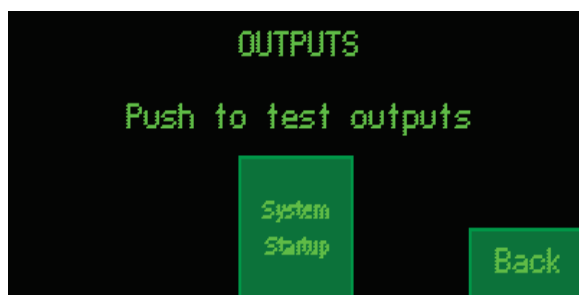 OUTPUTS
Push to test outputs
System
Startup
Back